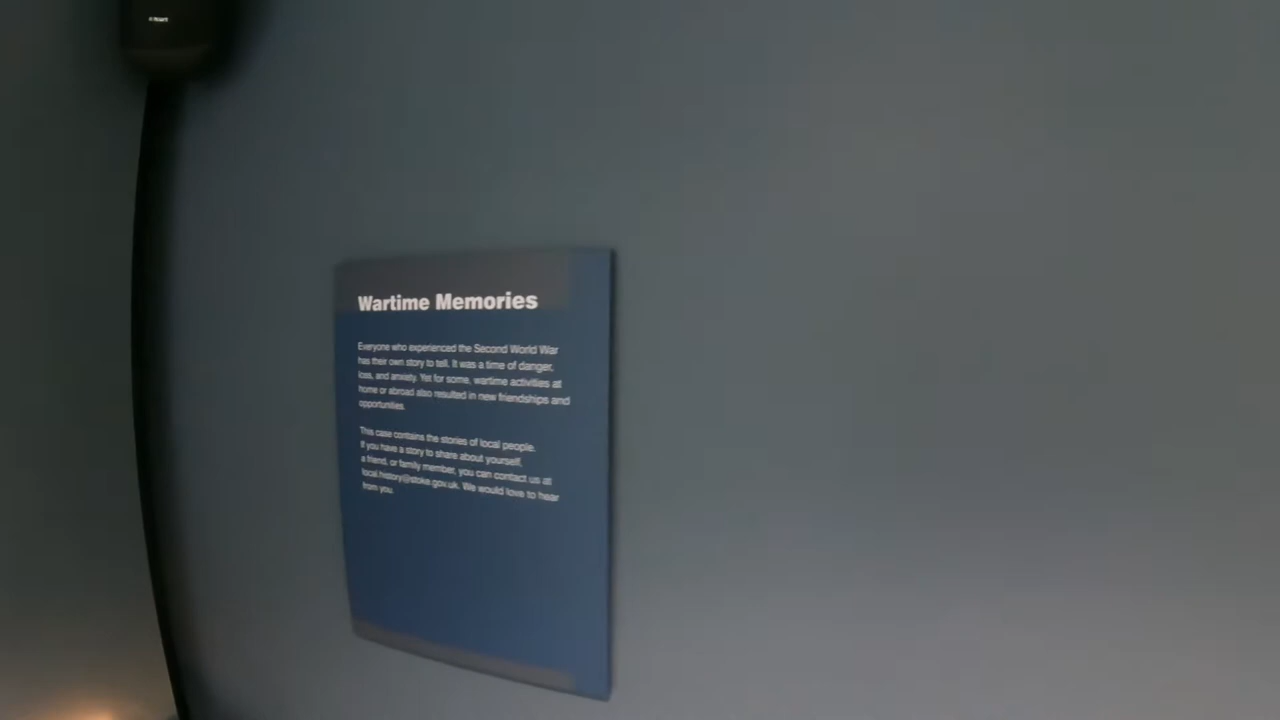 Wartime Memories
Everyone who experienced the Second World War
has their own story to tell. It was a time of danger,
loss, and anxiety. Yet for some, wartime activities at
home or abroad also resulted in new friendships and
opportunities.
This case contains the stories of local people.
If you have a story to share about yourself,
a friend, or family member, you can contact us at
local.history@stoke.gov.uk. We would love to hear
from you.